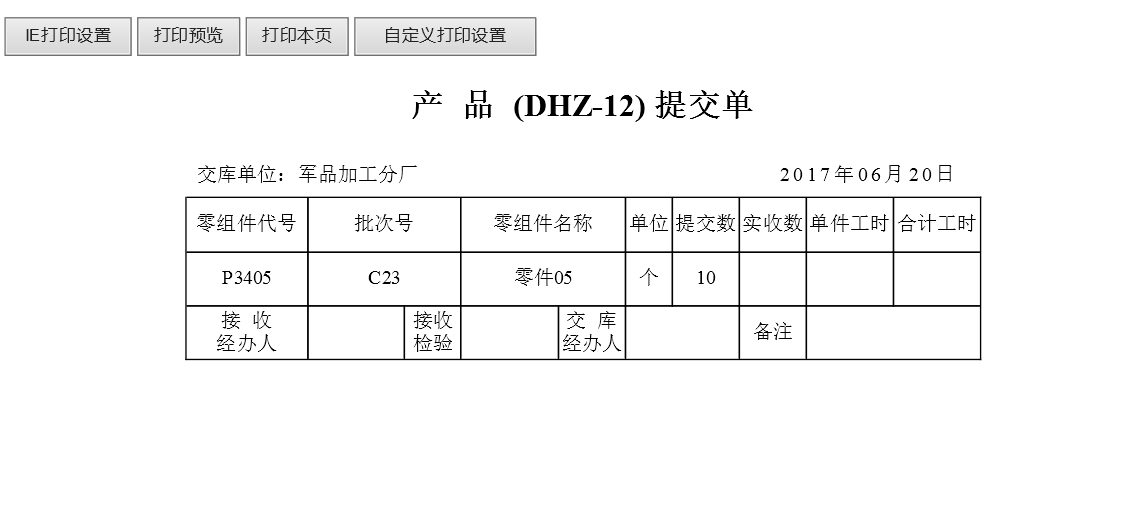 IE打印设置 打印预览 打印本页 自定义打印设置
产 品 (DHZ-12) 提交单
交库单位：军品加工分厂 2017年06月20日
零组件代号 批次号 零组件名称 单位 提交数 实收数 单件工时 合计工时
P3405 C23 零件05 个 10
接 收 接收 交 库
经办人 检验 经办人 备注